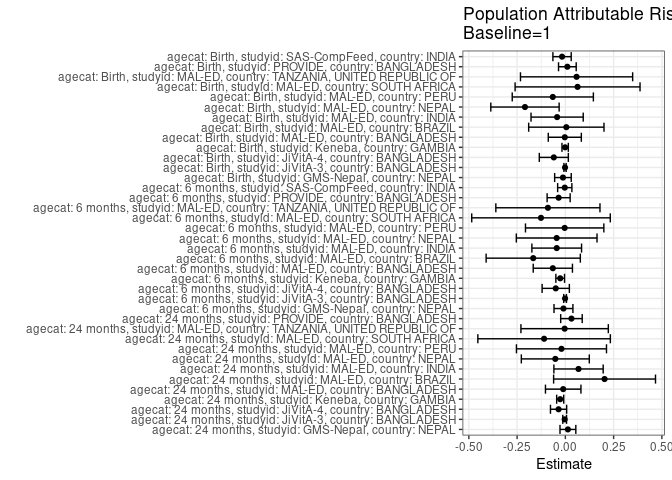 Population Attributable Ris
Baseline=1
agecat: Birth, studyid: SAS-CompFeed, country: INDIA
agecat: Birth, studyid: PROVIDE, country: BANGLADESH
agecat: Birth, studyid: MAL-ED, country: TANZANIA, UNITED REPUBLIC OF
agecat: Birth, studyid: MAL-ED, country: SOUTH AFRICA
agecat: Birth, studyid: MAL-ED, country: PERU
agecat: Birth, studyid: MAL-ED, country: NEPAL
agecat: Birth, studyid: MAL-ED, country: INDIA
agecat: Birth, studyid: MAL-ED, country: BRAZIL
agecat: Birth, studyid: MAL-ED, country: BANGLADESH
agecat: Birth, studyid: Keneba, country: GAMBIA
agecat: Birth, studyid: JiVitA-4, country: BANGLADESH
agecat: Birth, studyid: JiVitA-3, country: BANGLADESH
agecat: Birth, studyid: GMS-Nepal, country: NEPAL
agecat: 6 months, studyid: SAS-CompFeed, country: INDIA
agecat: 6 months, studyid: PROVIDE, country: BANGLADESH
agecat: 6 months, studyid: MAL-ED, country: TANZANIA, UNITED REPUBLIC OF
agecat: 6 months, studyid: MAL-ED, country: SOUTH AFRICA
agecat: 6 months, studyid: MAL-ED, country: PERU
agecat: 6 months, studyid: MAL-ED, country: NEPAL
agecat: 6 months, studyid: MAL-ED, country: INDIA
agecat: 6 months, studyid: MAL-ED, country: BRAZIL
agecat: 6 months, studyid: MAL-ED, country: BANGLADESH
agecat: 6 months, studyid: Keneba, country: GAMBIA
agecat: 6 months, studyid: JiVitA-4, country: BANGLADESH
agecat: 6 months, studyid: JiVitA-3, country: BANGLADESH
agecat: 6 months, studyid: GMS-Nepal, country: NEPAL
agecat: 24 months, studyid: PROVIDE, country: BANGLADESH
agecat: 24 months, studyid: MAL-ED, country: TANZANIA, UNITED REPUBLIC OF
agecat: 24 months, studyid: MAL-ED, country: SOUTH AFRICA
agecat: 24 months, studyid: MAL-ED, country: PERU
agecat: 24 months, studyid: MAL-ED, country: NEPAL
agecat: 24 months, studyid: MAL-ED, country: INDIA
agecat: 24 months, studyid: MAL-ED, country: BRAZIL
agecat: 24 months, studyid: MAL-ED, country: BANGLADESH
agecat: 24 months, studyid: Keneba, country: GAMBIA
agecat: 24 months, studyid: JiVitA-4, country: BANGLADESH
agecat: 24 months, studyid: JiVitA-3, country: BANGLADESH
agecat: 24 months, studyid: GMS-Nepal, country: NEPAL
-0.50 -0.25 0.00 0.25 0.50
Estimate